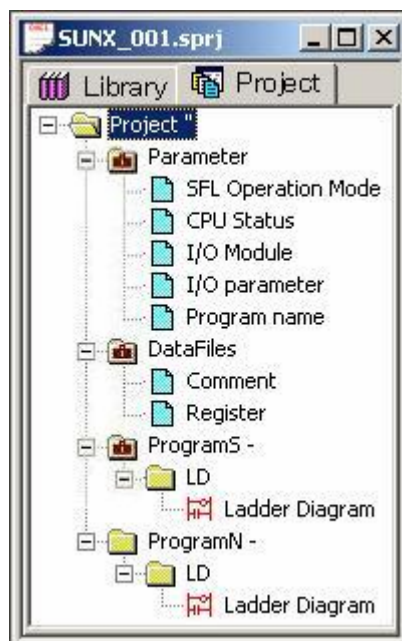 SUNX_001.sprj
Library Project
Project "
Parameter
SFL Operation Mode
CPU Status
I/O Module
I/O parameter
Program name
DataFiles
Comment
Register
ProgramS -
LD
Ladder Diagram
ProgramN -
LD
Ladder Diagram